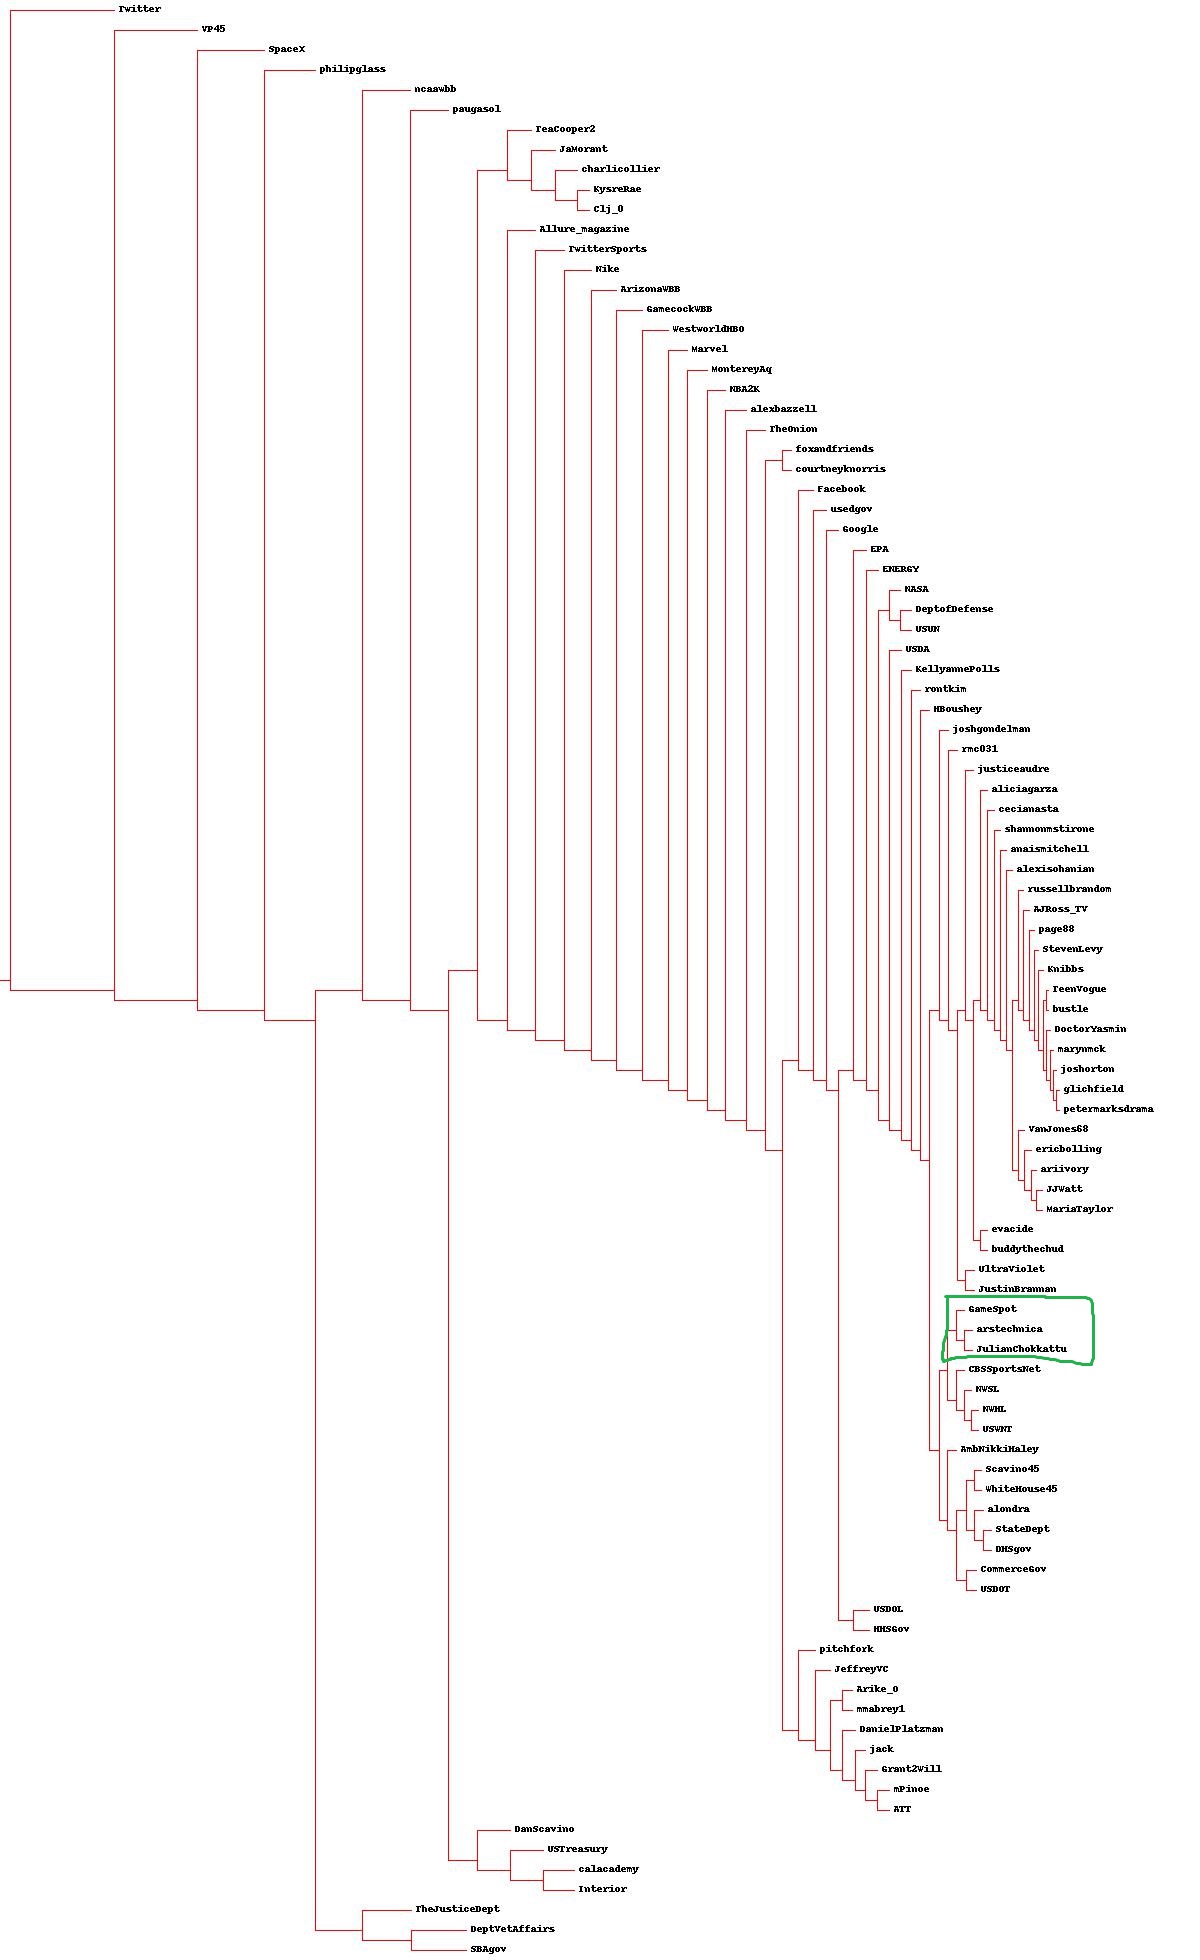 Twitter
VP45
SpaceX
philipglass
ncaawbb
paugasol
TeaCooper2
JaMorant
charlicollier
KysreRae
Clj_0
Allure_magazine
TwitterSports
Nike
ArizonaWBB
GamecockWBB
WestworldHBO
Marvel
MontereyAq
NBA2K
alexbazzell
TheOnion
foxandfriends
courtneyknorris
Facebook
usedgov
Google
EPA
ENERGY
NASA
DeptofDefense
USUN
USDA
KellyannePolls
rontkim
HBoushey
joshgondelman
rmc031
justiceaudre
aliciagarza
cecianasta
shannonmstirone
anaismitchell
alexisohanian
russellbrandom
AJRoss_TV
page88
StevenLevy
Knibbs
TeenVogue
bustle
DoctorYasmin
marynmck
joshorton
glichfield
petermarksdrama
VanJones68
ericbolling
ariivory
JJWatt
MariaTaylor
evacide
buddythechud
UltraViolet
JustinBrannan
GameSpot
arstechnica
JulianChokkattu
CBSSportsNet
NWSL
NWHL
USWNT
AmbNikkiHaley
Scavino45
WhiteHouse45
alondra
StateDept
DHSgov
CommerceGov
USDOT
USDOL
HHSGov
pitchfork
JeffreyVC
Arike_O
mmabrey1
DanielPlatzman
jack
Grant2Will
mPinoe
ATT
DanScavino
USTreasury
calacademy
Interior
TheJusticeDept
DeptVetAffairs
SBAgov